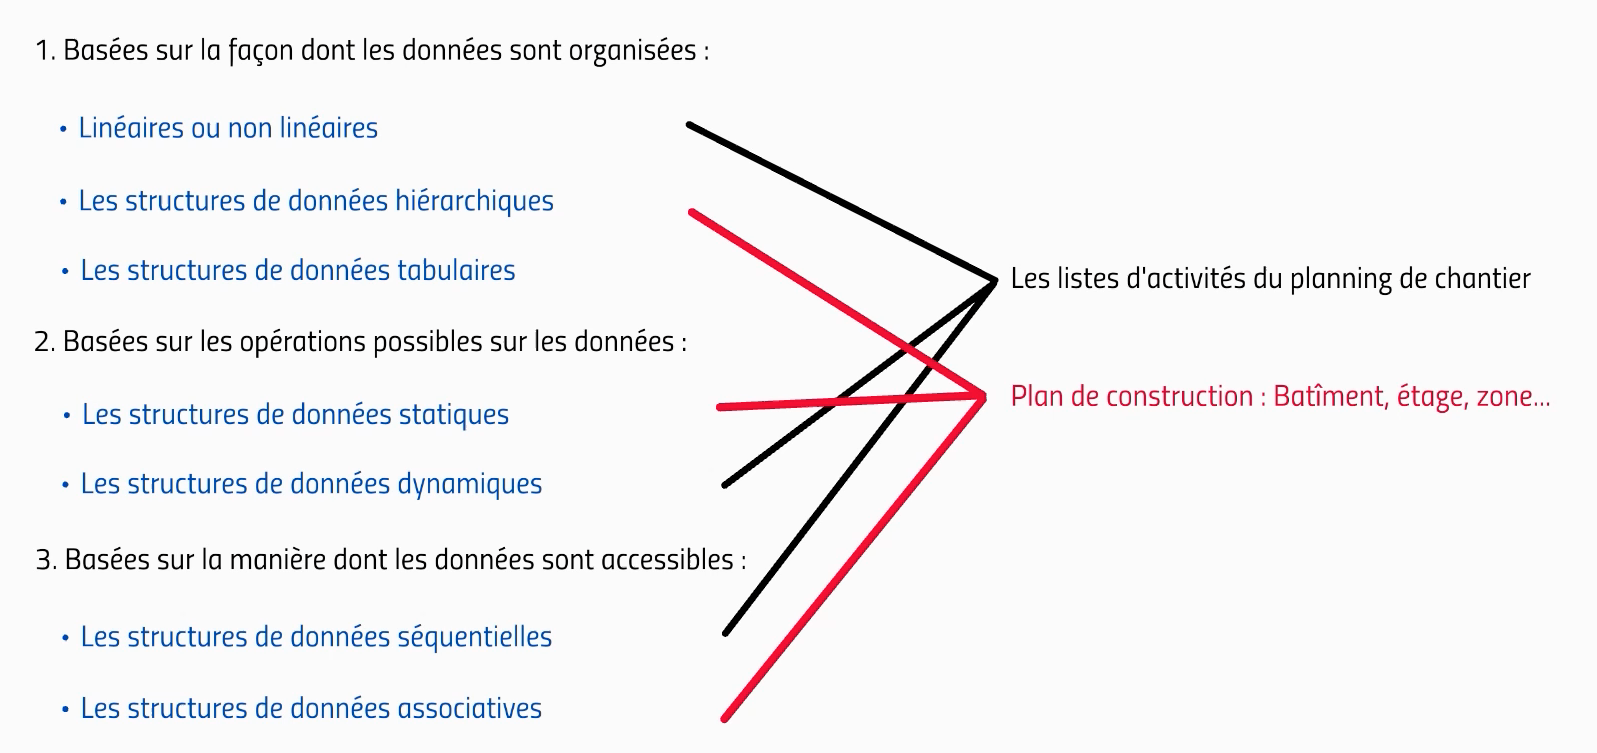 1. Basées sur la façon dont les données sont organisées :
• Linéaires ou non linéaires
• Les structures de données hiérarchiques
• Les structures de données tabulaires
2. Basées sur les opérations possibles sur les données :
• Les structures de données statiques
• Les structures de données dynamiques
3. Basées sur la manière dont les données sont accessibles :
• Les structures de données séquentielles
• Les structures de données associatives
Les listes d'activités du planning de chantier
Plan de construction : Batîment, étage, zone...